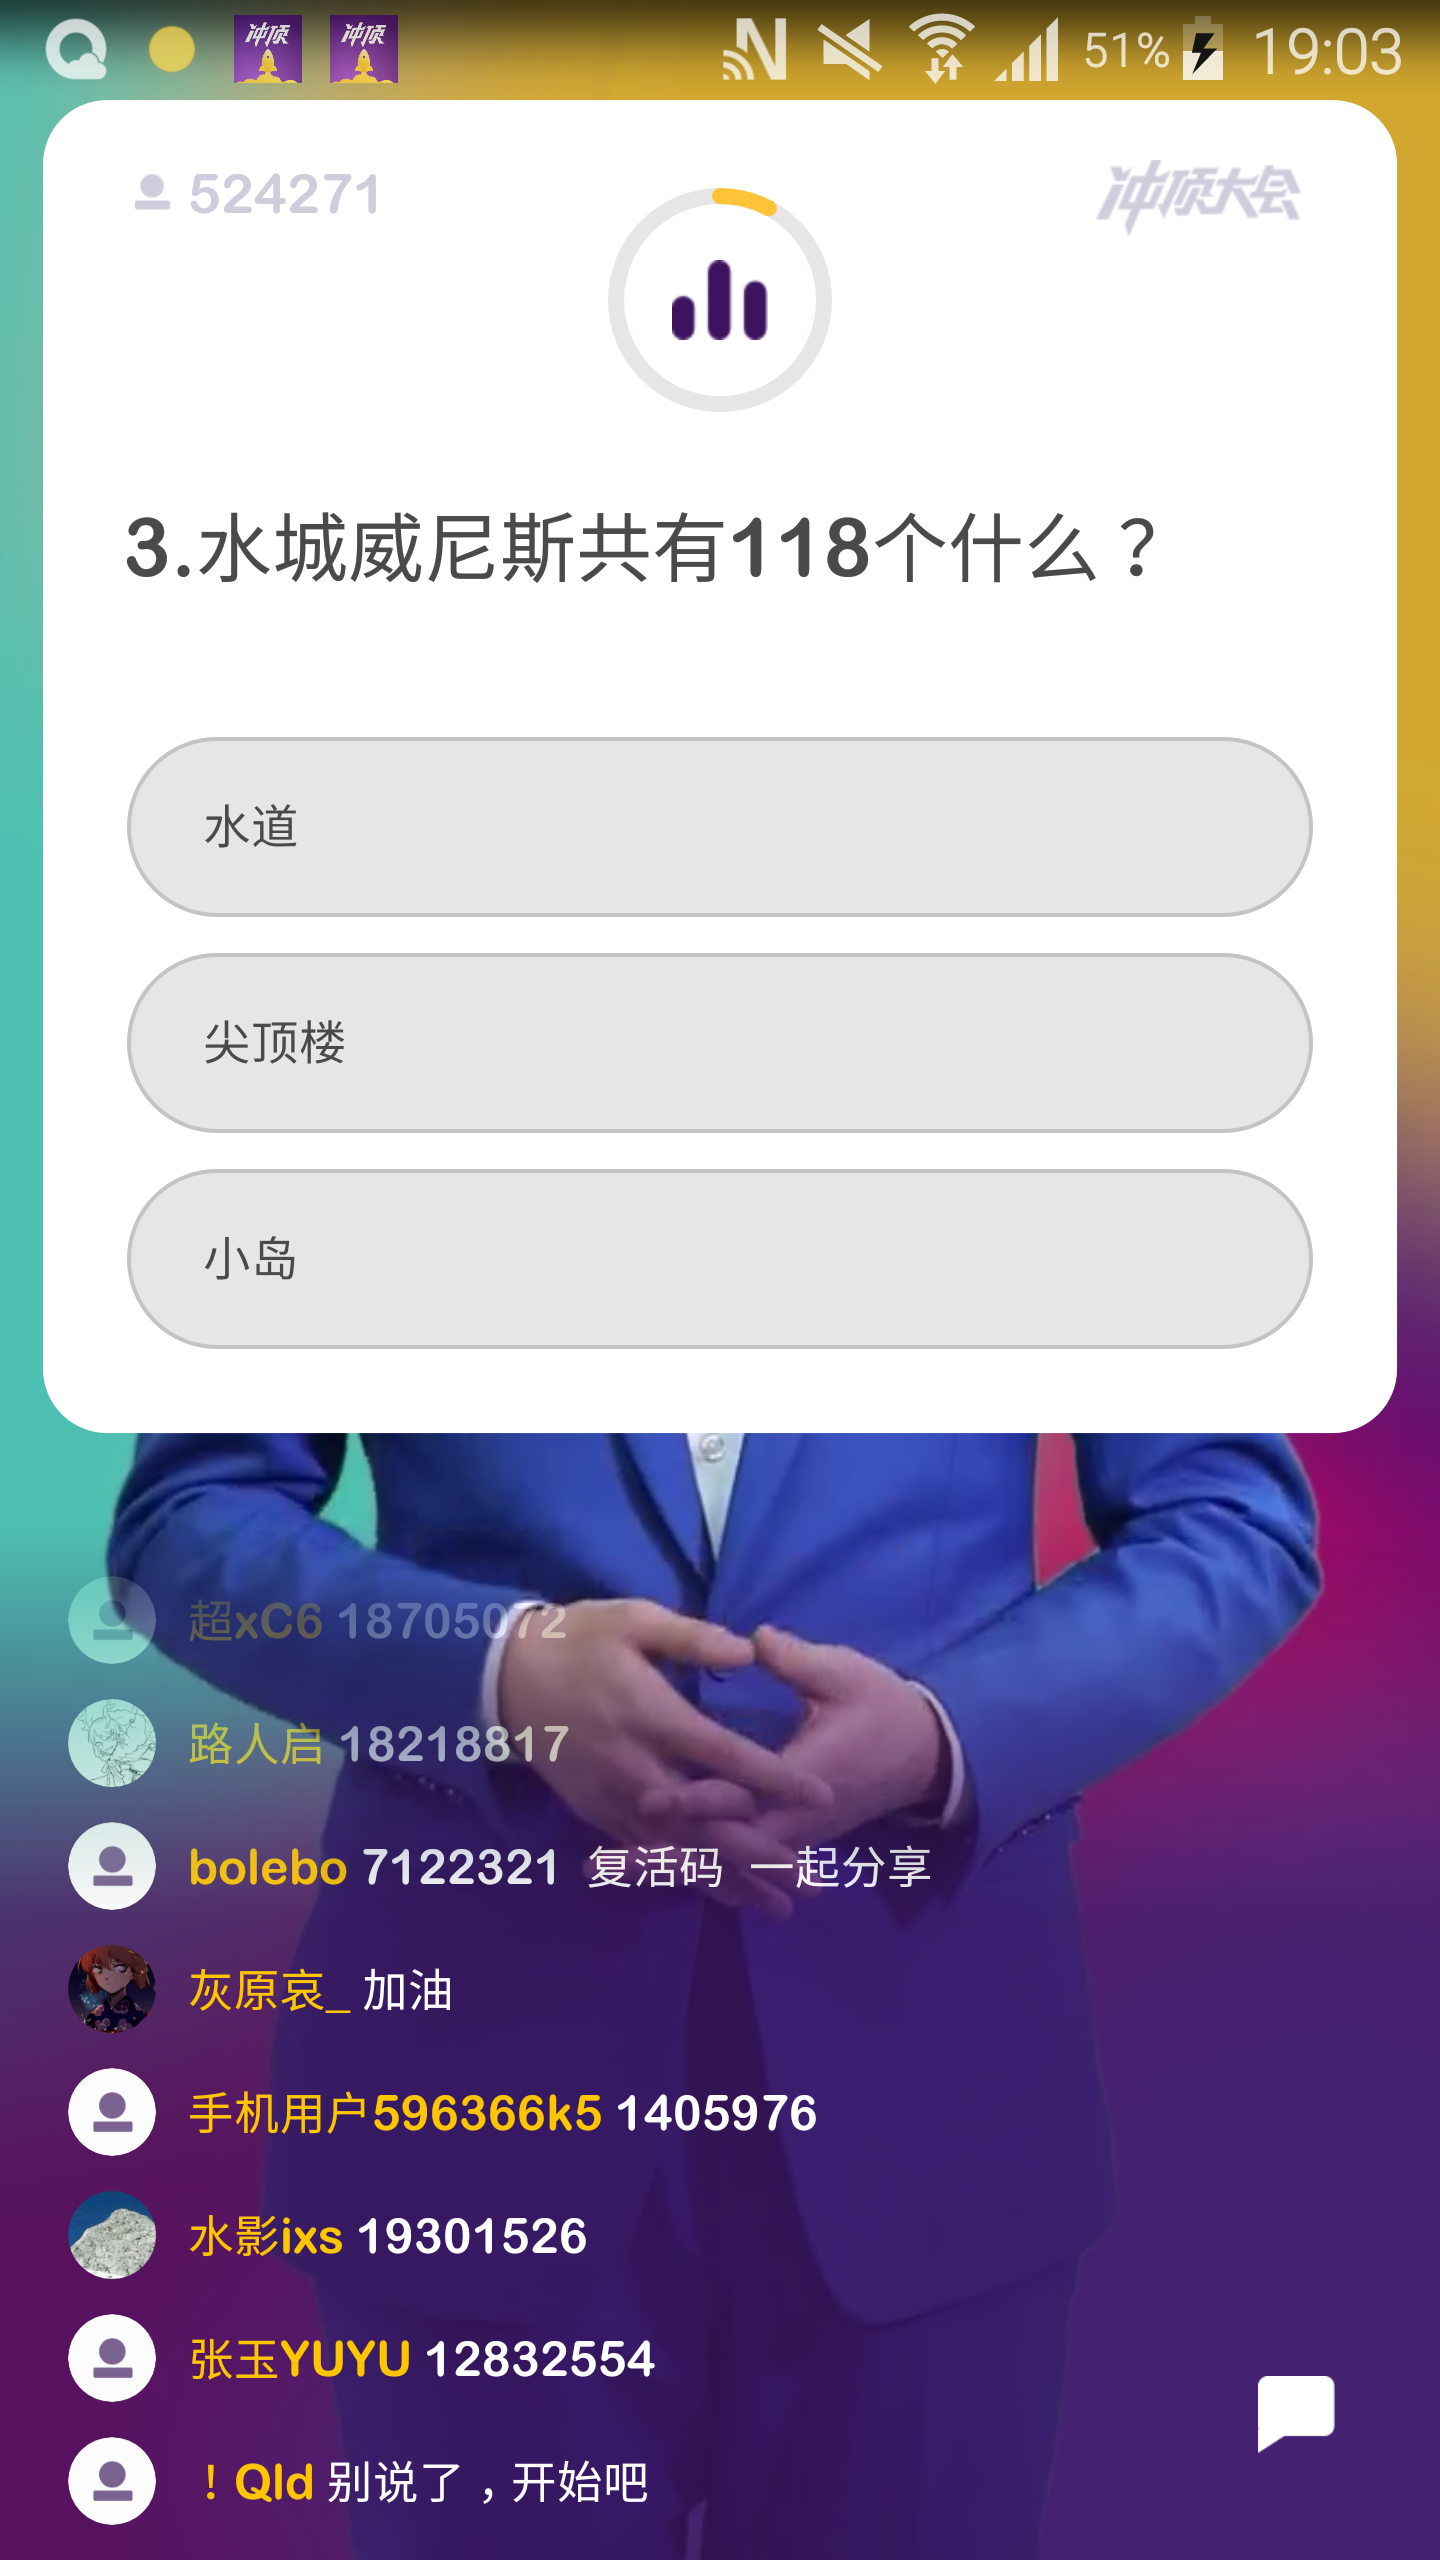 冲顶 冲顶 51% 19:03
524271 冲顶大会
3.水城威尼斯共有118个什么？
水道
尖顶楼
小岛
超xC6 18705072
路人启 18218817
bolebo 7122321 复活码 一起分享
灰原哀_ 加油
手机用户596366k5 1405976
水影ixs 19301526
张玉YUYU 12832554
！Qld 别说了，开始吧